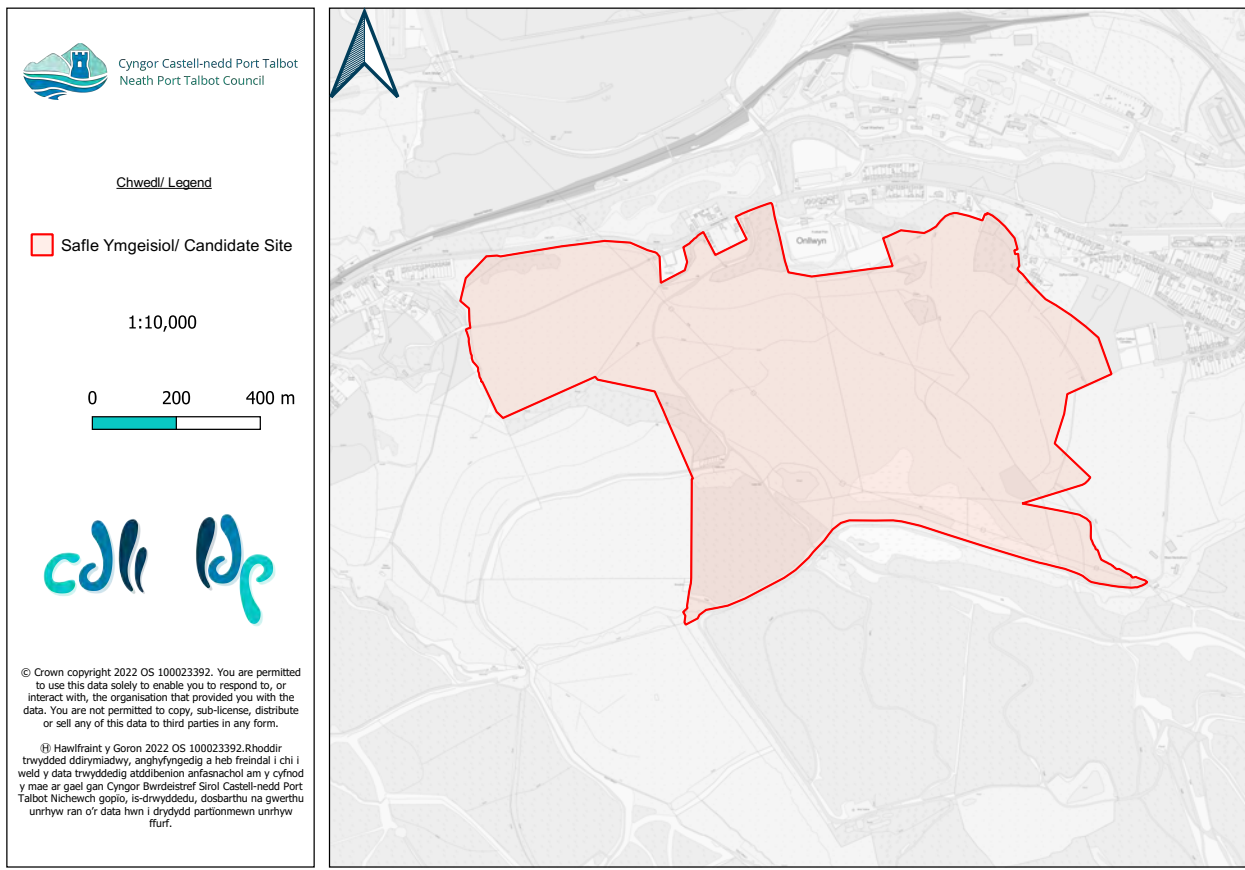 Cyngor Castell-nedd Port Talbot
Neath Port Talbot Council
Chwedl/ Legend
Safle Ymgeisiol/ Candidate Site
1:10,000
0 200 400 m
cdll ldp
© Crown copyright 2022 OS 100023392. You are permitted
to use this data solely to enable you to respond to, or
interact with, the organisation that provided you with the
data. You are not permitted to copy, sub-license, distribute
or sell any of this data to third parties in any form.
Ⓗ Hawlfraint y Goron 2022 OS 100023392.Rhoddir
trwydded ddirymiadwy, anghyfyngedig a heb freindal i chi i
weld y data trwyddedig atddibenion anfasnachol am y cyfnod
y mae ar gael gan Cyngor Bwrdeistref Sirol Castell-nedd Port
Talbot Nichewch gopïo, is-drwyddedu, dosbarthu na gwerthu
unrhyw ran o'r data hwn i drydydd partïonmewn unrhyw
ffurf.
Onllwyn